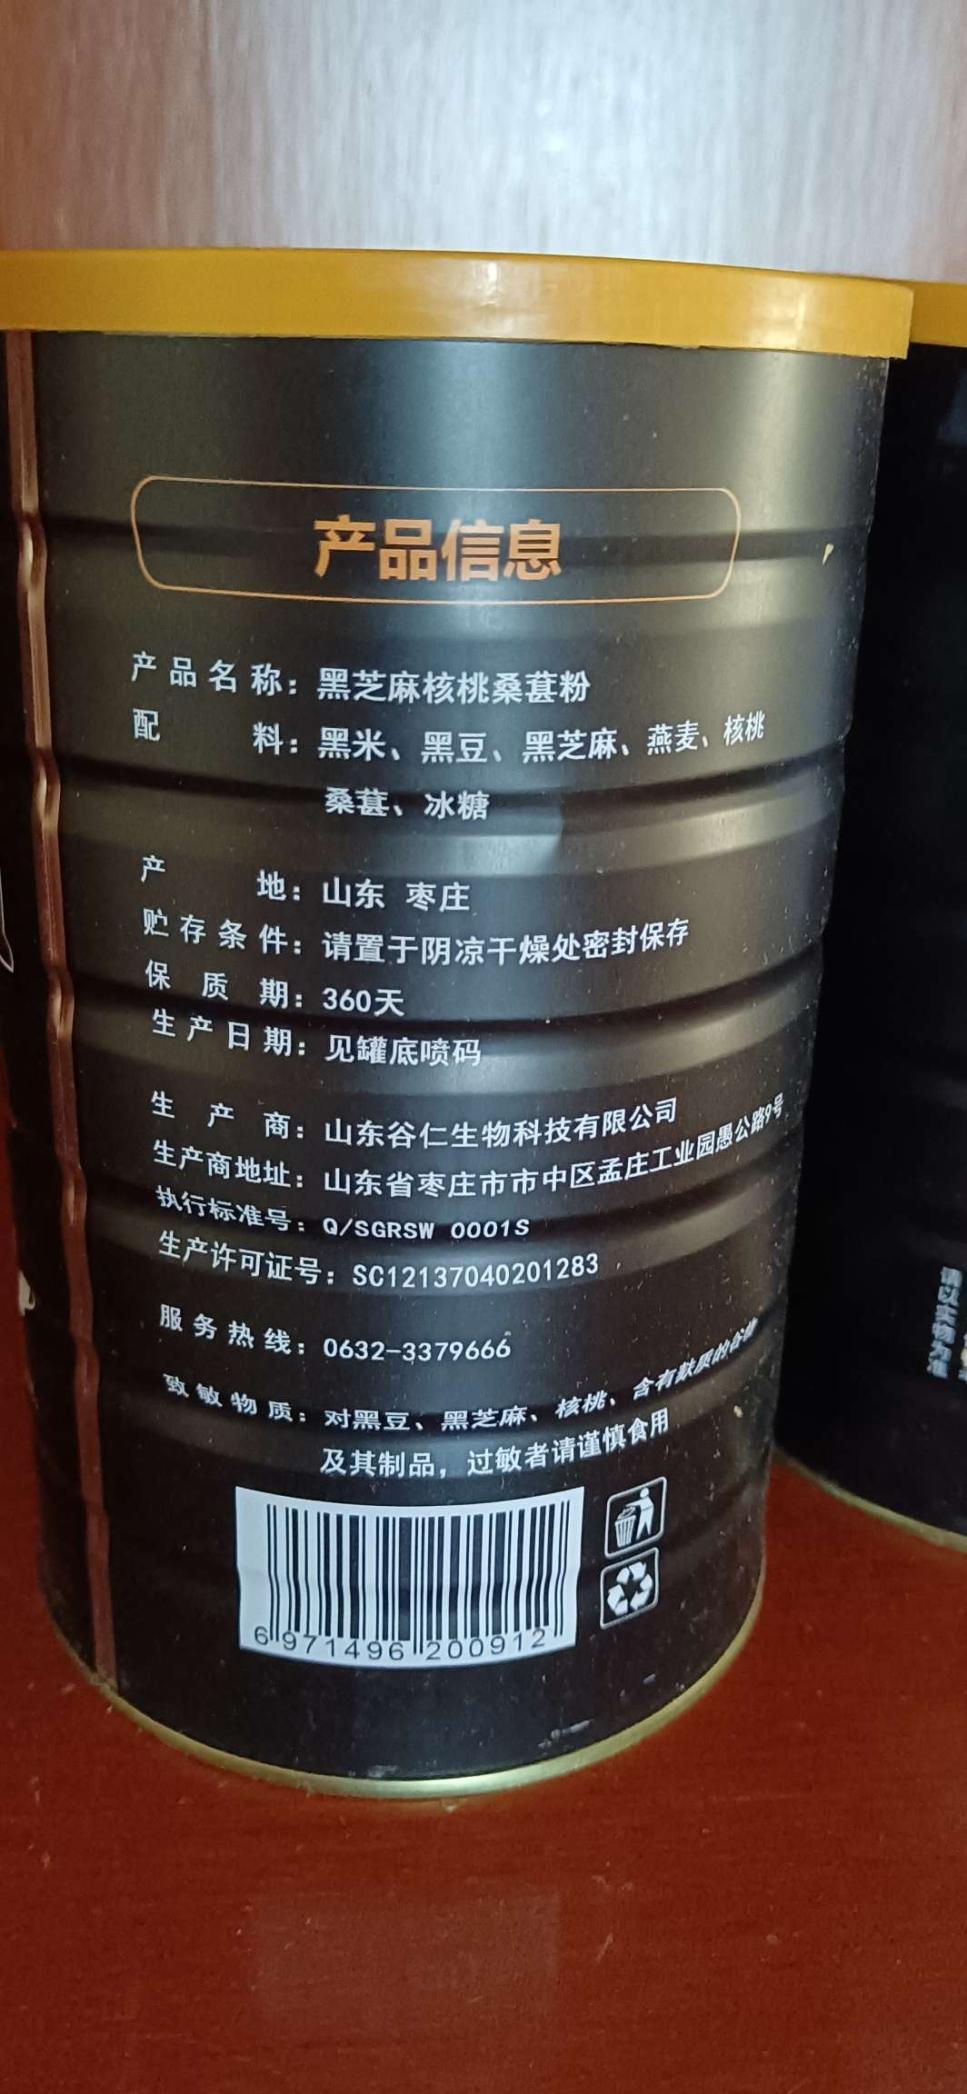 产品信息
产品名称：黑芝麻核桃桑葚粉
配料：黑米、黑豆、黑芝麻、燕麦、核桃
桑葚、冰糖
产地：山东 枣庄
贮存条件：请置于阴凉干燥处密封保存
保质期：360天
生产日期：见罐底喷码
生产商：山东谷仁生物科技有限公司
生产商地址：山东省枣庄市市中区孟庄工业园愚公路9号
执行标准号：Q/SGRSW 0001S
生产许可证号：SC12137040201283
服务热线：0632-3379666
致敏物质：对黑豆、黑芝麻、核桃、含有麸质的谷物
及其制品，过敏者请谨慎食用
6 971496 200912
请以实物为准